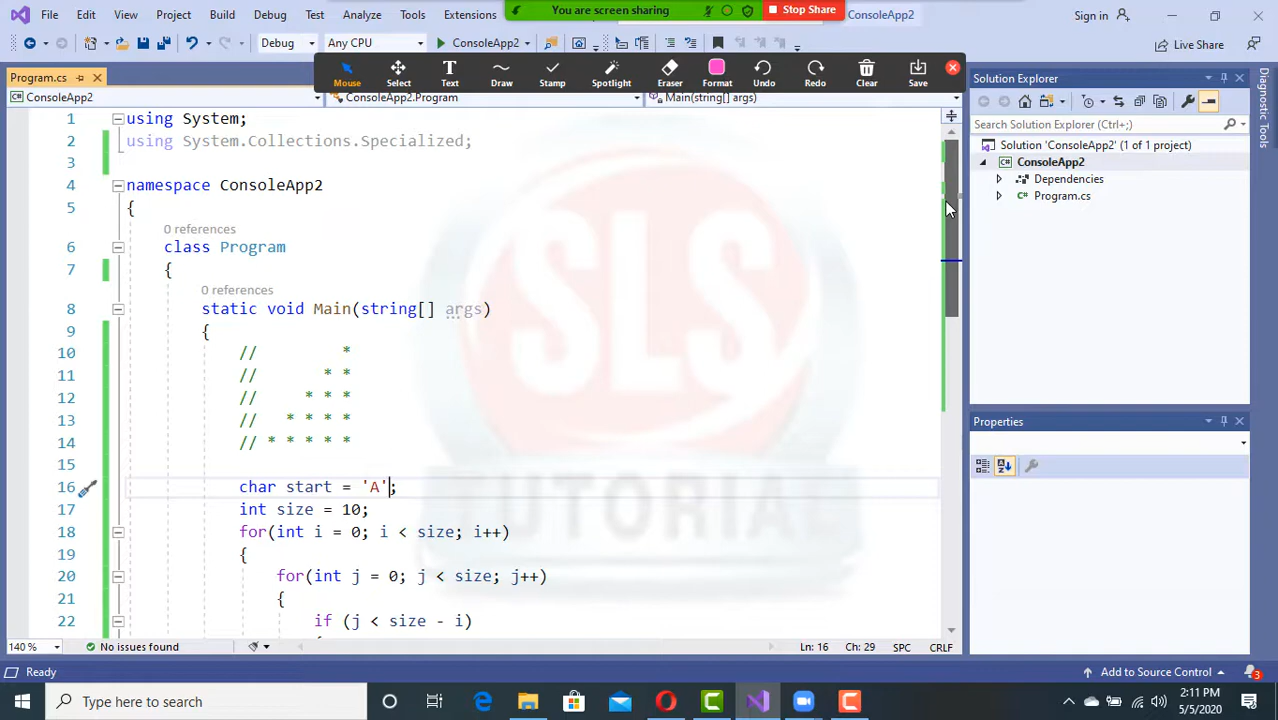 You are screen sharing
Stop Share
File Edit View Project Build Debug Test Analyze Tools Extensions
ConsoleApp2
Sign in
Debug Any CPU ConsoleApp2
Live Share
Mouse Select Text Draw Stamp Spotlight Eraser Format Undo Redo Clear Save
Program.cs
ConsoleApp2 ConsoleApp2.Program Main(string[] args)
1 using System;
2 using System.Collections.Specialized;
3
4 namespace ConsoleApp2
5 {
0 references
6 class Program
7 {
0 references
8 static void Main(string[] args)
9 {
10 // *
11 // * *
12 // * * *
13 // * * * *
14 // * * * * *
15
16 char start = 'A';
17 int size = 10;
18 for(int i = 0; i < size; i++)
19 {
20 for(int j = 0; j < size; j++)
21 {
22 if (j < size - i)
SLS
TUTORIAL
140 % No issues found Ln: 16 Ch: 29 SPC CRLF
Solution Explorer
Search Solution Explorer (Ctrl+;)
Solution 'ConsoleApp2' (1 of 1 project)
ConsoleApp2
Dependencies
Program.cs
Properties
Diagnostic Tools
Ready
Add to Source Control
3
Type here to search
2:11 PM
5/5/2020
3